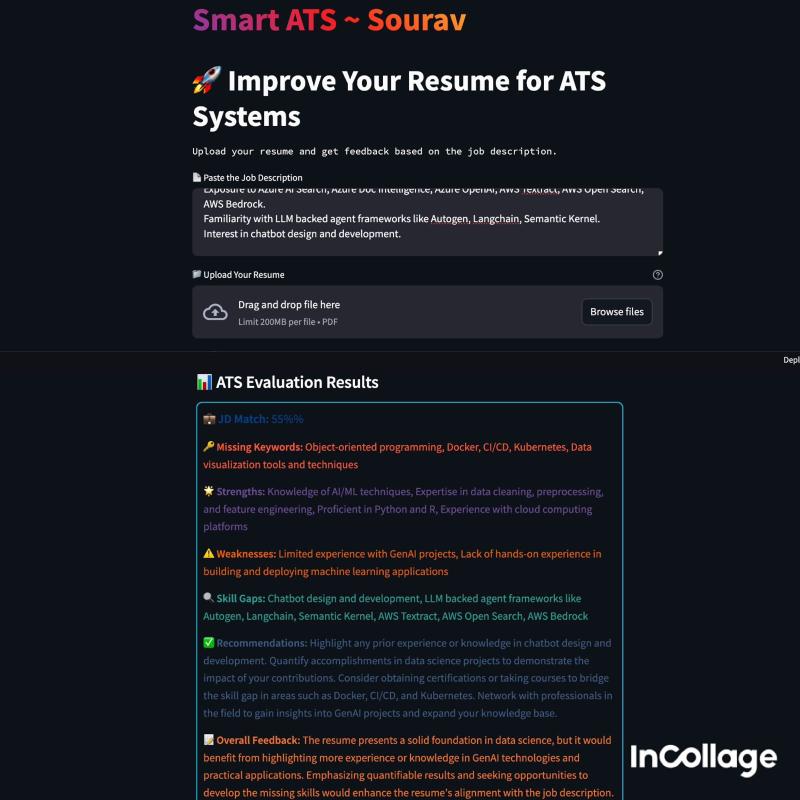 Smart ATS ~ Sourav
🚀 Improve Your Resume for ATS
Systems
Upload your resume and get feedback based on the job description.
📄 Paste the Job Description
Exposure to Azure AI Search, Azure Doc Intelligence, Azure OpenAI, AWS Textract, AWS Open Search,
AWS Bedrock.
Familiarity with LLM backed agent frameworks like Autogen, Langchain, Semantic Kernel.
Interest in chatbot design and development.
Upload Your Resume
Drag and drop file here
Limit 200MB per file • PDF
Browse files
Depl
📊 ATS Evaluation Results
💼 JD Match: 55%%
🔑 Missing Keywords: Object-oriented programming, Docker, CI/CD, Kubernetes, Data
visualization tools and techniques
🌟 Strengths: Knowledge of AI/ML techniques, Expertise in data cleaning, preprocessing,
and feature engineering, Proficient in Python and R, Experience with cloud computing
platforms
⚠️ Weaknesses: Limited experience with GenAI projects, Lack of hands-on experience in
building and deploying machine learning applications
🔍 Skill Gaps: Chatbot design and development, LLM backed agent frameworks like
Autogen, Langchain, Semantic Kernel, AWS Textract, AWS Open Search, AWS Bedrock
✅ Recommendations: Highlight any prior experience or knowledge in chatbot design and
development. Quantify accomplishments in data science projects to demonstrate the
impact of your contributions. Consider obtaining certifications or taking courses to bridge
the skill gap in areas such as Docker, CI/CD, and Kubernetes. Network with professionals in
the field to gain insights into GenAI projects and expand your knowledge base.
📝 Overall Feedback: The resume presents a solid foundation in data science, but it would
benefit from highlighting more experience or knowledge in GenAI technologies and
practical applications. Emphasizing quantifiable results and seeking opportunities to
develop the missing skills would enhance the resume's alignment with the job description.
InCollage